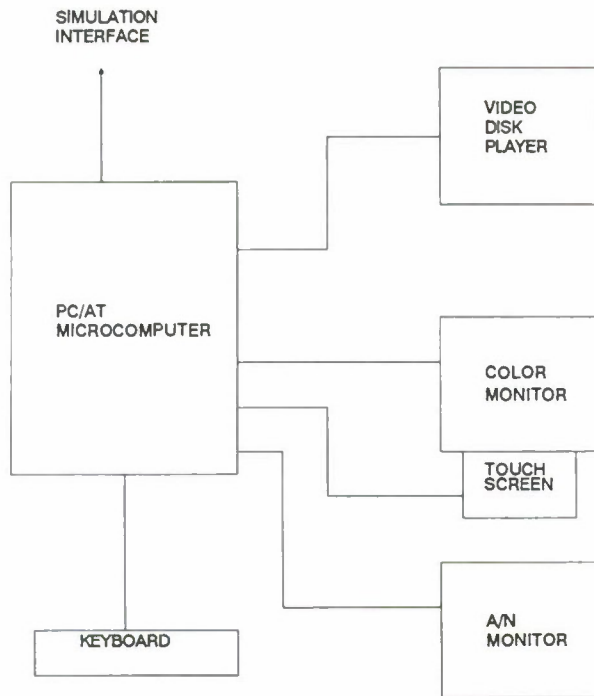 SIMULATION
INTERFACE
VIDEO
DISK
PLAYER
PC/AT
MICROCOMPUTER
COLOR
MONITOR
TOUCH
SCREEN
KEYBOARD
A/N
MONITOR